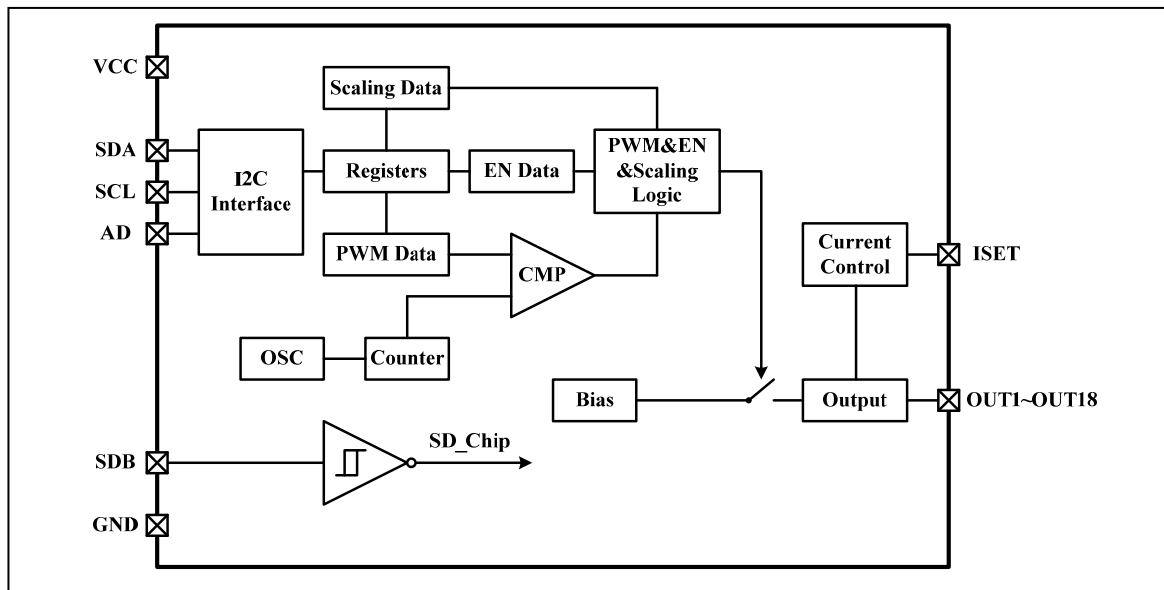 VCC
Scaling Data
SDA
SCL
AD
I2C
Interface
Registers
EN Data
PWM&EN
&Scaling
Logic
PWM Data
CMP
Current
Control
ISET
OSC
Counter
Bias
Output
OUT1~OUT18
SD_Chip
SDB
GND